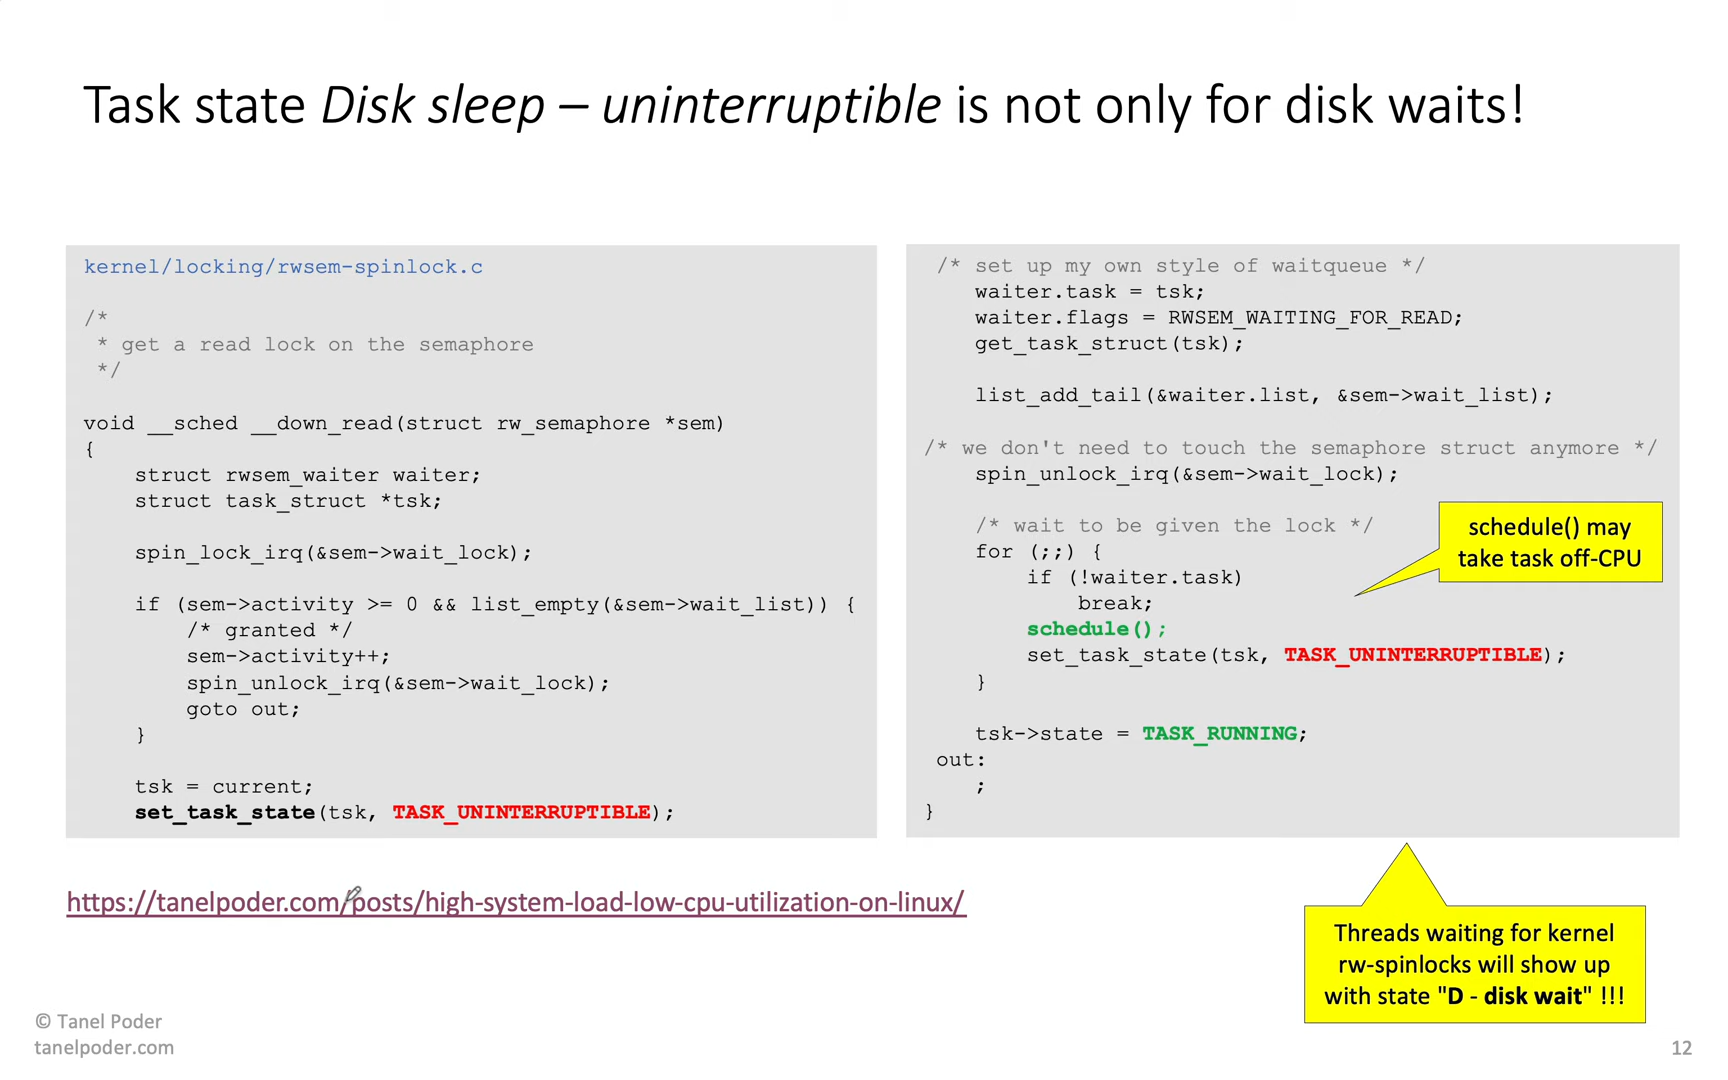 Task state Disk sleep – uninterruptible is not only for disk waits!
kernel/locking/rwsem-spinlock.c
/*
 * get a read lock on the semaphore
 */
void __sched __down_read(struct rw_semaphore *sem)
{
    struct rwsem_waiter waiter;
    struct task_struct *tsk;
    spin_lock_irq(&sem->wait_lock);
    if (sem->activity >= 0 && list_empty(&sem->wait_list)) {
        /* granted */
        sem->activity++;
        spin_unlock_irq(&sem->wait_lock);
        goto out;
    }
    tsk = current;
    set_task_state(tsk, TASK_UNINTERRUPTIBLE);
/* set up my own style of waitqueue */
    waiter.task = tsk;
    waiter.flags = RWSEM_WAITING_FOR_READ;
    get_task_struct(tsk);
    list_add_tail(&waiter.list, &sem->wait_list);
/* we don't need to touch the semaphore struct anymore */
    spin_unlock_irq(&sem->wait_lock);
    /* wait to be given the lock */
    for (;;) {
        if (!waiter.task)
            break;
        schedule();
        set_task_state(tsk, TASK_UNINTERRUPTIBLE);
    }
    tsk->state = TASK_RUNNING;
 out:
    ;
}
schedule() may
take task off-CPU
https://tanelpoder.com/posts/high-system-load-low-cpu-utilization-on-linux/
Threads waiting for kernel
rw-spinlocks will show up
with state "D - disk wait" !!!
© Tanel Poder
tanelpoder.com
12